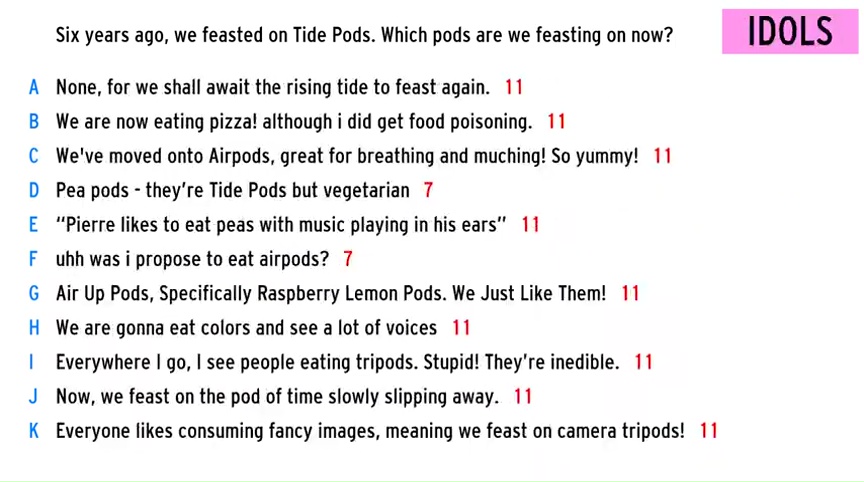 Six years ago, we feasted on Tide Pods. Which pods are we feasting on now?
IDOLS
A None, for we shall await the rising tide to feast again. 11
B We are now eating pizza! although i did get food poisoning. 11
C We've moved onto Airpods, great for breathing and muching! So yummy! 11
D Pea pods - they're Tide Pods but vegetarian 7
E “Pierre likes to eat peas with music playing in his ears” 11
F uhh was i propose to eat airpods? 7
G Air Up Pods, Specifically Raspberry Lemon Pods. We Just Like Them! 11
H We are gonna eat colors and see a lot of voices 11
I Everywhere I go, I see people eating tripods. Stupid! They're inedible. 11
J Now, we feast on the pod of time slowly slipping away. 11
K Everyone likes consuming fancy images, meaning we feast on camera tripods! 11